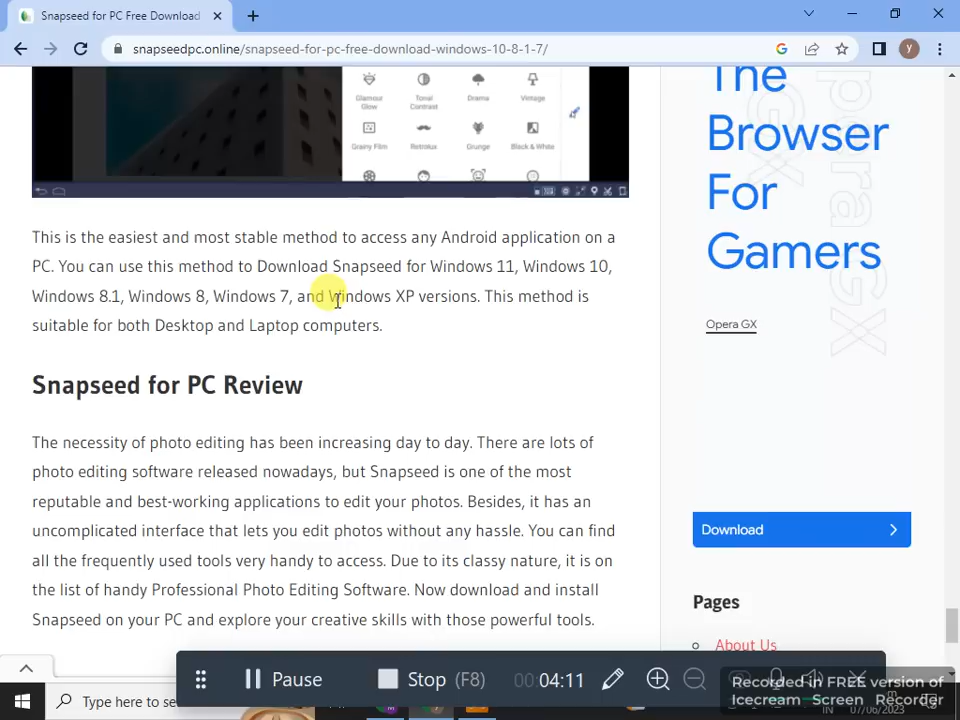 Snapseed for PC Free Download
snapseedpc.online/snapseed-for-pc-free-download-windows-10-8-1-7/
y
Glamour Glow
Tonal Contrast
Drama
Vintage
Grainy Film
Retrolux
Grunge
Black & White
This is the easiest and most stable method to access any Android application on a
PC. You can use this method to Download Snapseed for Windows 11, Windows 10,
Windows 8.1, Windows 8, Windows 7, and Windows XP versions. This method is
suitable for both Desktop and Laptop computers.
Snapseed for PC Review
The necessity of photo editing has been increasing day to day. There are lots of
photo editing software released nowadays, but Snapseed is one of the most
reputable and best-working applications to edit your photos. Besides, it has an
uncomplicated interface that lets you edit photos without any hassle. You can find
all the frequently used tools very handy to access. Due to its classy nature, it is on
the list of handy Professional Photo Editing Software. Now download and install
Snapseed on your PC and explore your creative skills with those powerful tools.
The
Browser
For
Gamers
Opera GX
Download
Pages
About Us
Pause
Stop (F8)
00:04:11
Recorded in FREE version of
Icecream Screen Recorder
Type here to se
IN
07/06/2023